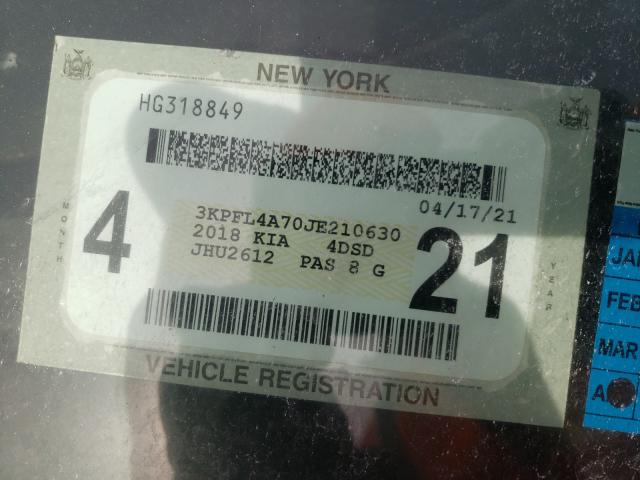 NEW YORK
HG318849
04/17/21
MONTH
4
3KPFL4A70JE210630
2018 KIA 4DSD
JHU2612 PAS 8 G
21
YEAR
VEHICLE REGISTRATION
JAN
FEB
MAR